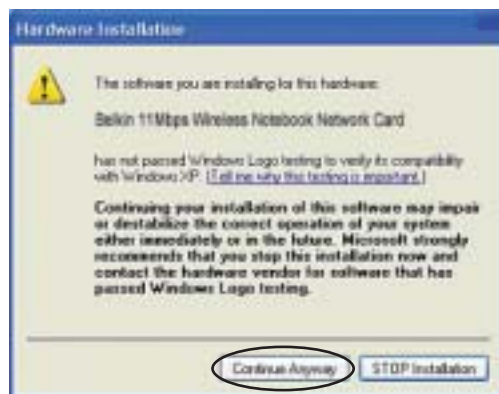 Hardware Installation
The software you are installing for this hardware:
Belkin 11Mbps Wireless Notebook Network Card
has not passed Windows Logo testing to verify its compatibility
with Windows XP. (Tell me why this testing is important.)
Continuing your installation of this software may impair
or destabilize the correct operation of your system
either immediately or in the future. Microsoft strongly
recommends that you stop this installation now and
contact the hardware vendor for software that has
passed Windows Logo testing.
Continue Anyway
STOP Installation